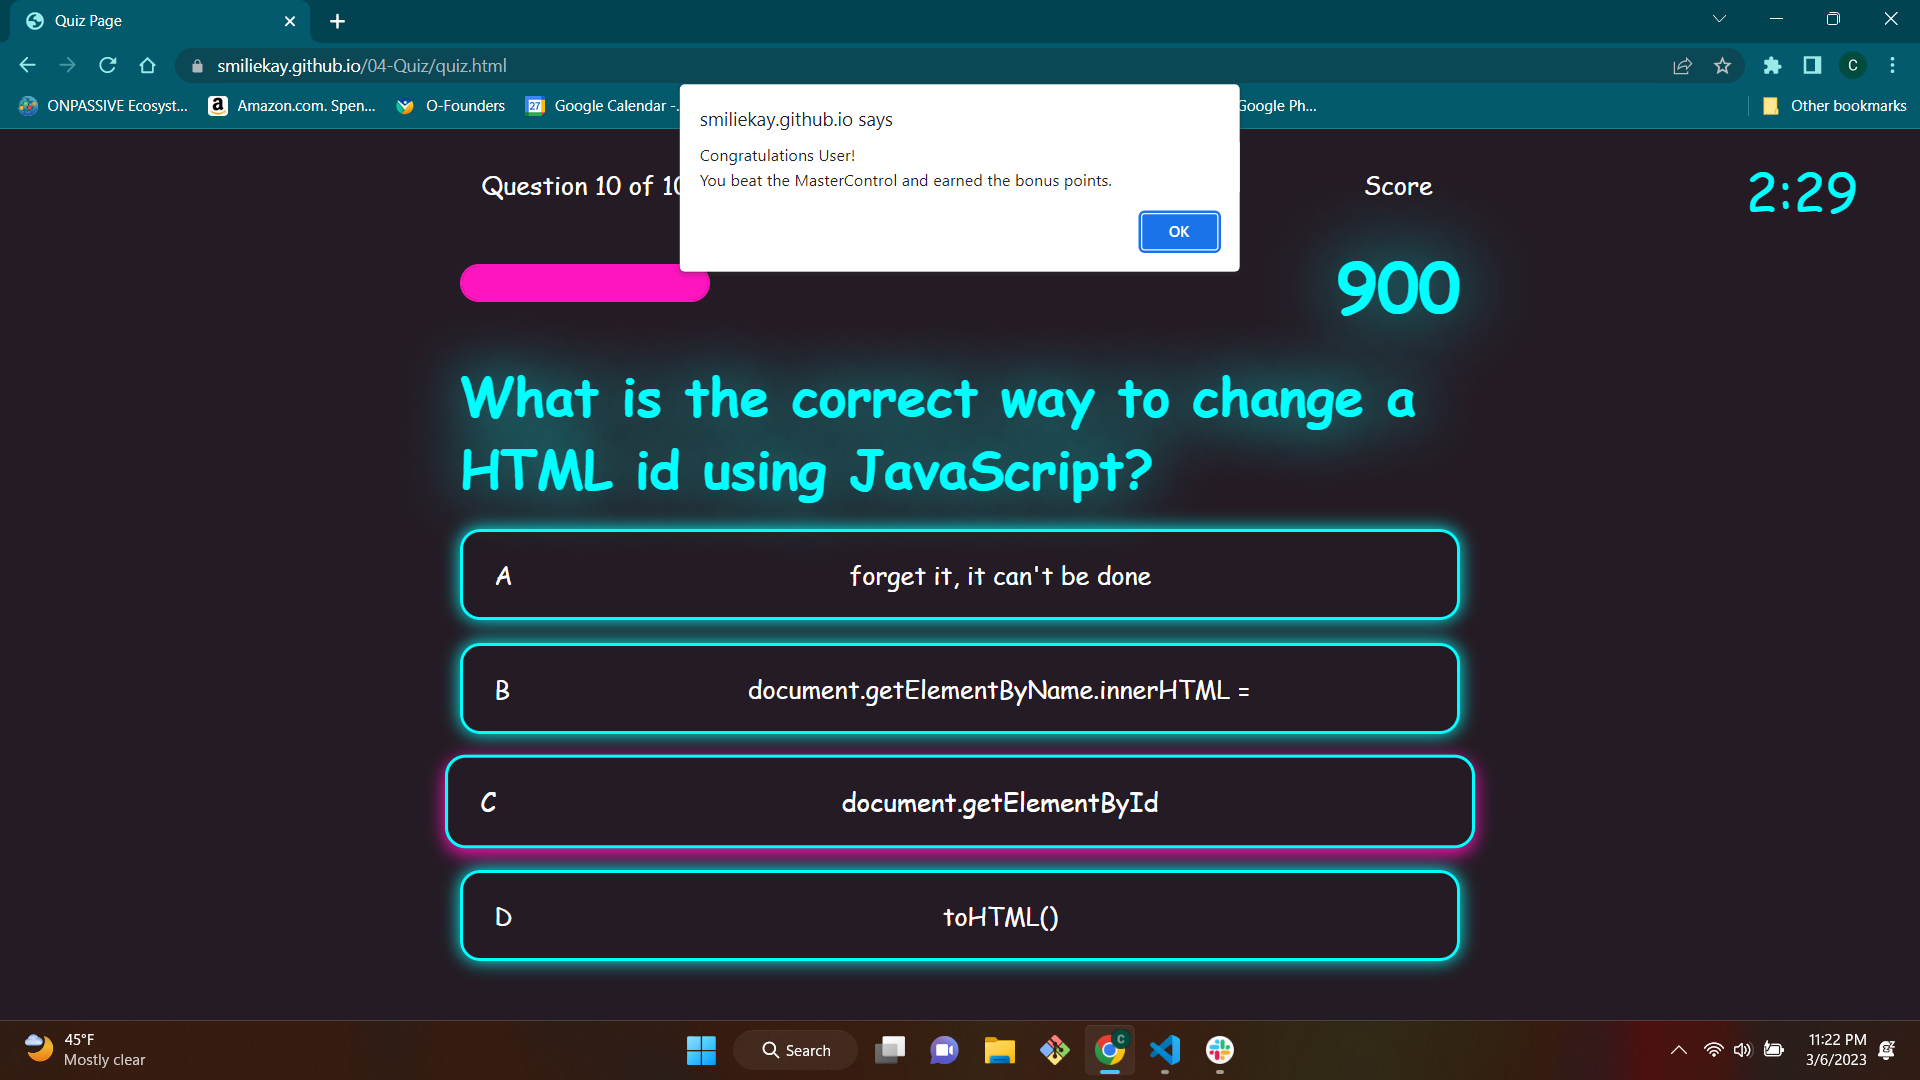 Quiz Page
smiliekay.github.io/04-Quiz/quiz.html
C
ONPASSIVE Ecosyst...
Amazon.com. Spen...
O-Founders
27
Google Calendar -
Google Ph...
Other bookmarks
smiliekay.github.io says
Congratulations User!
You beat the MasterControl and earned the bonus points.
OK
Question 10 of 10
Score
2:29
900
What is the correct way to change a
HTML id using JavaScript?
A
forget it, it can't be done
B
document.getElementByName.innerHTML =
C
document.getElementById
D
toHTML()
45°F
Mostly clear
Search
C
11:22 PM
3/6/2023